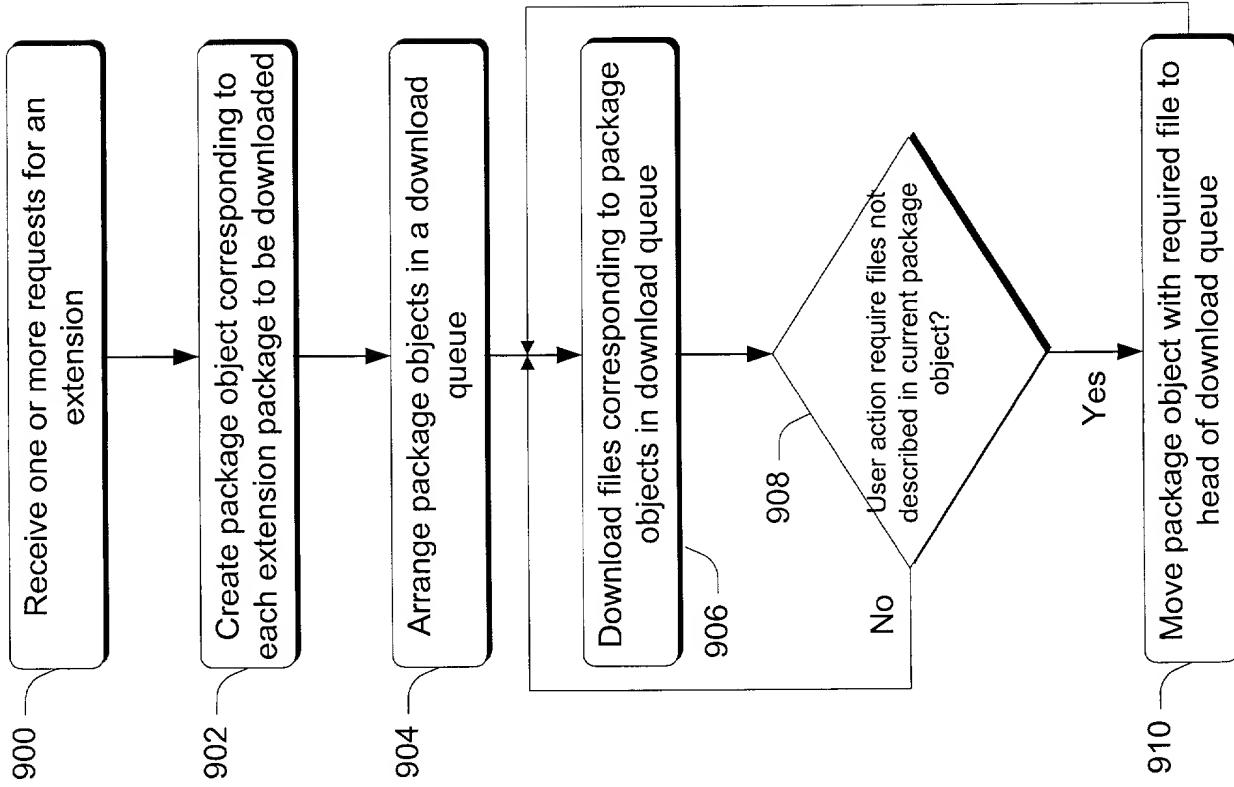 900
Receive one or more requests for an
extension
902
Create package object corresponding to
each extension package to be downloaded
904
Arrange package objects in a download
queue
906
Download files corresponding to package
objects in download queue
908
User action require files not
described in current package
object?
No
Yes
910
Move package object with required file to
head of download queue